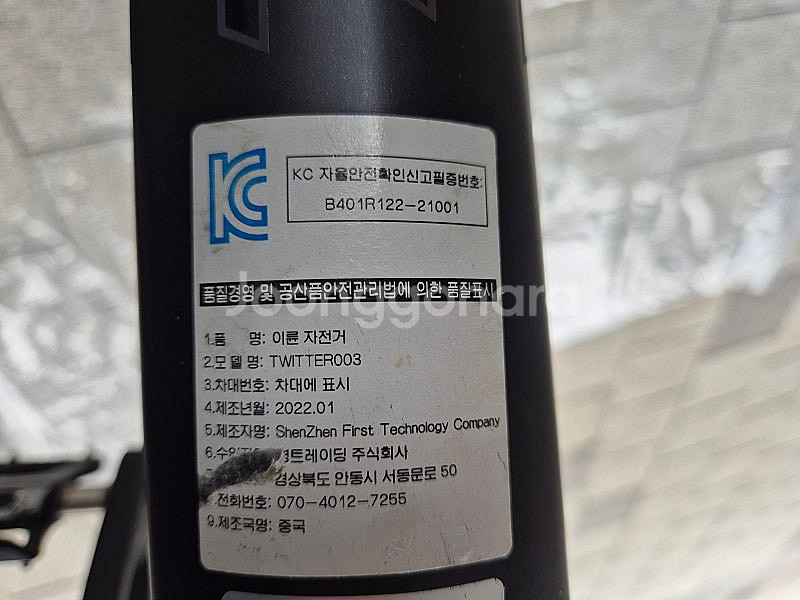 KC
KC 자율안전확인신고필증번호:
B401R122-21001
품질경영 및 공산품안전관리법에 의한 품질표시
Joonggonara
1.품 명: 이륜 자전거
2.모 델 명: TWITTER003
3.차대번호: 차대에 표시
4.제조년월: 2022.01
5.제조자명: ShenZhen First Technology Company
6.수입 주식회사
경상북도 안동시 서동문로 50
전화번호: 070-4012-7255
9.제조국명: 중국